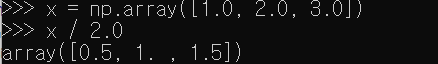 >>> x = np.array([1.0, 2.0, 3.0])
>>> x / 2.0
array([0.5, 1. , 1.5])